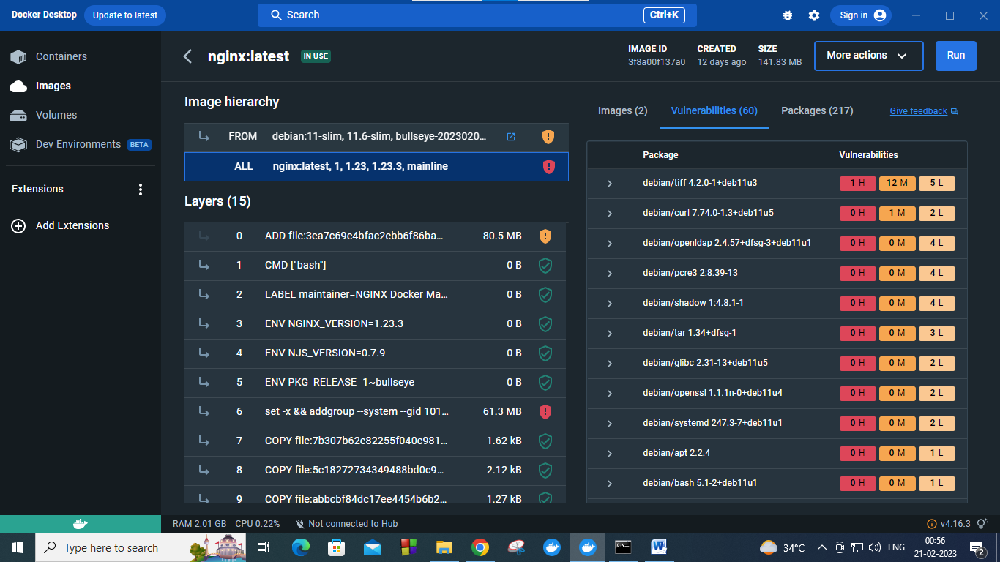 Docker Desktop
Update to latest
Search
Ctrl+K
Sign in
Containers
Images
Volumes
Dev Environments BETA
Extensions
Add Extensions
nginx:latest IN USE
IMAGE ID
3f8a00f137a0
CREATED
12 days ago
SIZE
141.83 MB
More actions
Run
Image hierarchy
FROM debian:11-slim, 11.6-slim, bullseye-2023020...
ALL nginx:latest, 1, 1.23, 1.23.3, mainline
Layers (15)
0 ADD file:3ea7c69e4bfac2ebb6f86ba... 80.5 MB
1 CMD ["bash"] 0 B
2 LABEL maintainer=NGINX Docker Ma... 0 B
3 ENV NGINX_VERSION=1.23.3 0 B
4 ENV NJS_VERSION=0.7.9 0 B
5 ENV PKG_RELEASE=1~bullseye 0 B
6 set -x && addgroup --system --gid 101... 61.3 MB
7 COPY file:7b307b62e82255f040c981... 1.62 kB
8 COPY file:5c18272734349488bd0c9... 2.12 kB
9 COPY file:abbcbf84dc17ee4454b6b2... 1.27 kB
Images (2)
Vulnerabilities (60)
Packages (217)
Give feedback
Package Vulnerabilities
debian/tiff 4.2.0-1+deb11u3 1 H 12 M 5 L
debian/curl 7.74.0-1.3+deb11u5 0 H 1 M 2 L
debian/openldap 2.4.57+dfsg-3+deb11u1 0 H 0 M 4 L
debian/pcre3 2:8.39-13 0 H 0 M 4 L
debian/shadow 1:4.8.1-1 0 H 0 M 4 L
debian/tar 1.34+dfsg-1 0 H 0 M 3 L
debian/glibc 2.31-13+deb11u5 0 H 0 M 2 L
debian/openssl 1.1.1n-0+deb11u4 0 H 0 M 2 L
debian/systemd 247.3-7+deb11u1 0 H 0 M 2 L
debian/apt 2.2.4 0 H 0 M 1 L
debian/bash 5.1-2+deb11u1 0 H 0 M 1 L
RAM 2.01 GB CPU 0.22% Not connected to Hub
v4.16.3
Type here to search
34°C
ENG
00:56
21-02-2023
2